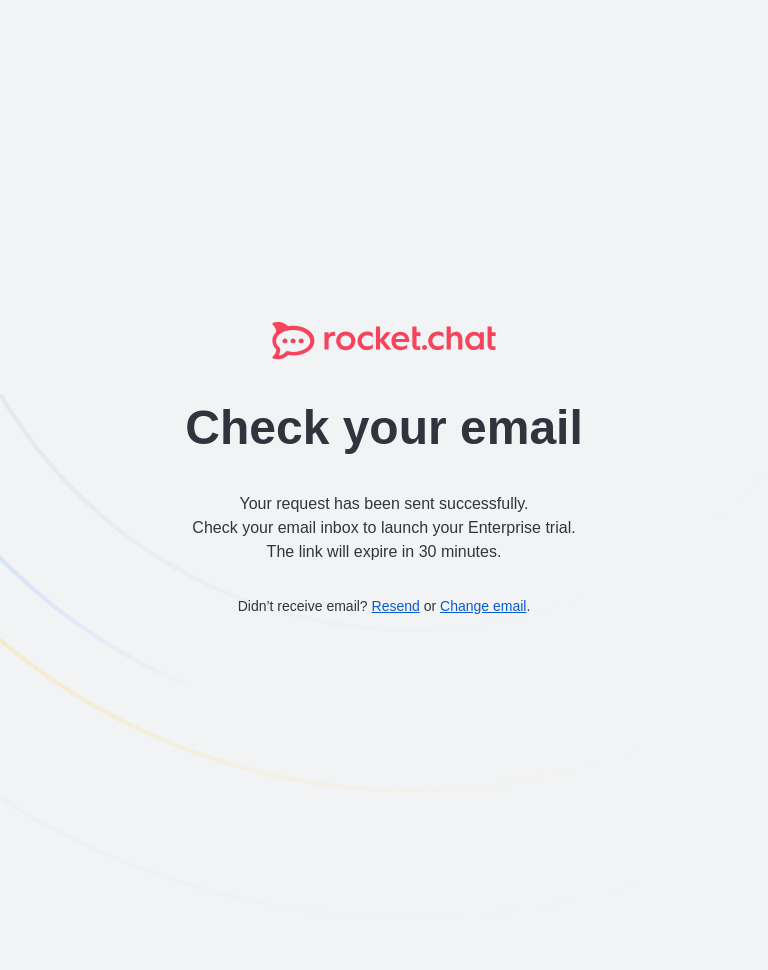 rocket.chat
Check your email
Your request has been sent successfully.
Check your email inbox to launch your Enterprise trial.
The link will expire in 30 minutes.
Didn’t receive email? Resend or Change email.